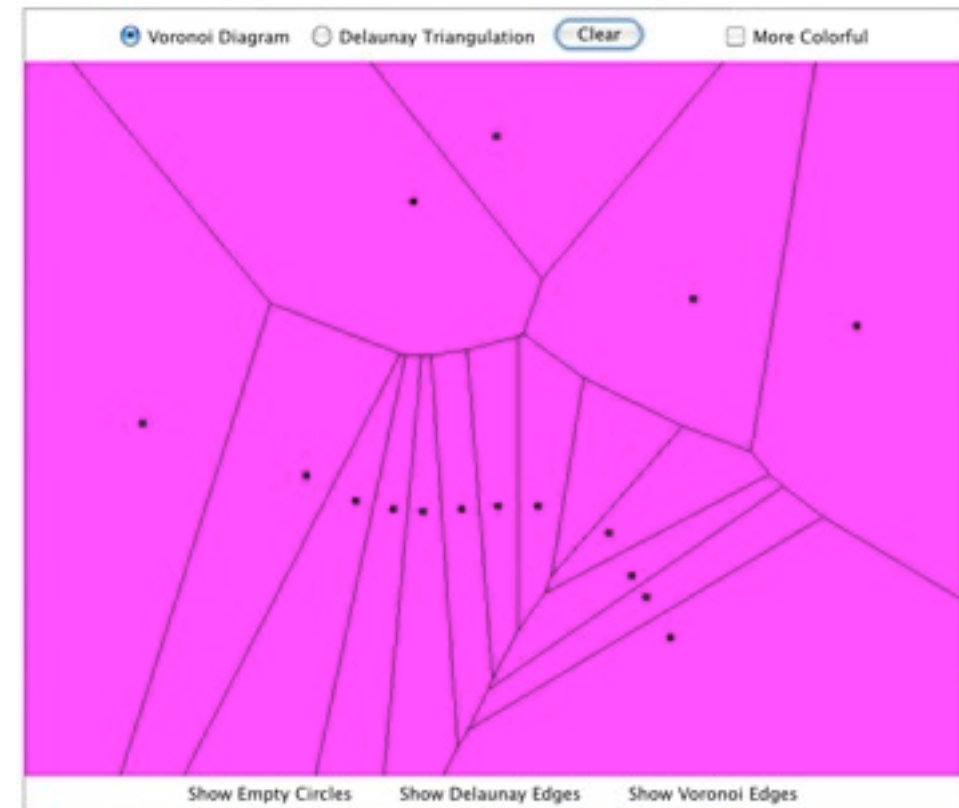 Voronoi Diagram Delaunay Triangulation Clear More Colorful
Show Empty Circles Show Delaunay Edges Show Voronoi Edges